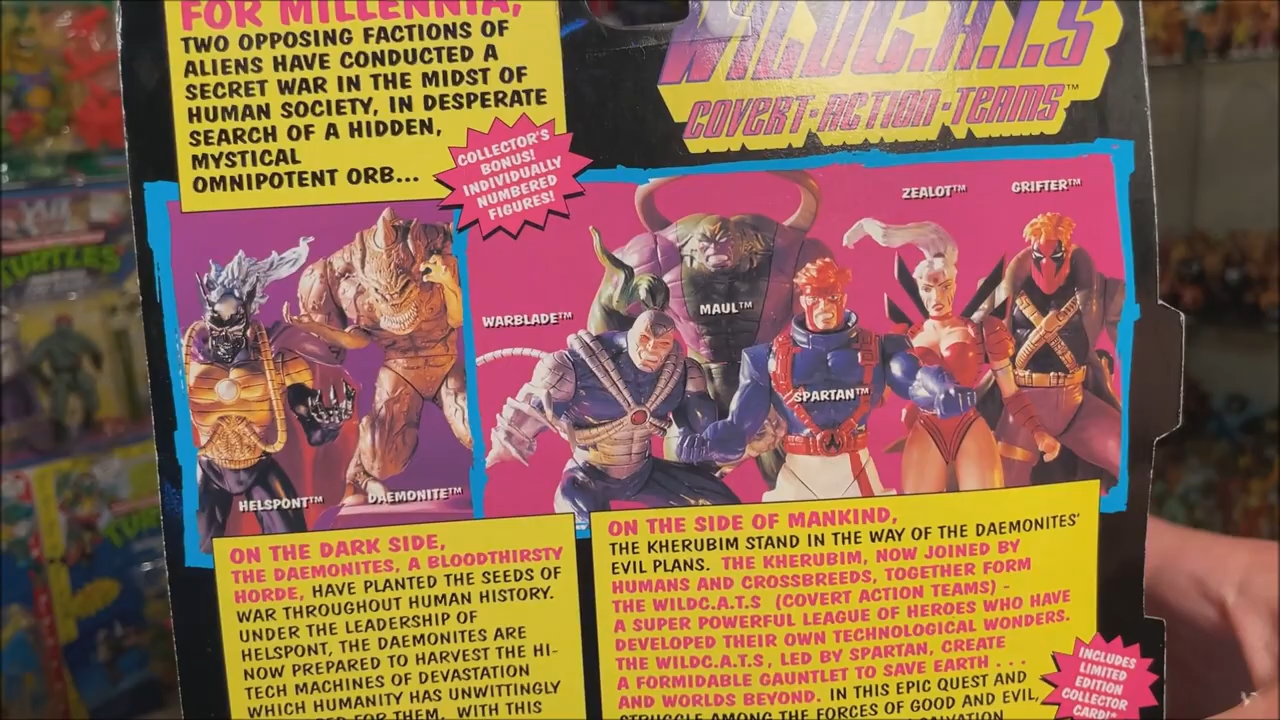 FOR MILLENNIA,
TWO OPPOSING FACTIONS OF
ALIENS HAVE CONDUCTED A
SECRET WAR IN THE MIDST OF
HUMAN SOCIETY, IN DESPERATE
SEARCH OF A HIDDEN,
MYSTICAL
OMNIPOTENT ORB...
COLLECTOR'S
BONUS!
INDIVIDUALLY
NUMBERED
FIGURES!
WILDC.A.T.S
COVERT-ACTION-TEAMS™
HELSPONT™
DAEMONITE™
WARBLADE™
MAUL™
SPARTAN™
ZEALOT™
GRIFTER™
ON THE DARK SIDE,
THE DAEMONITES, A BLOODTHIRSTY
HORDE, HAVE PLANTED THE SEEDS OF
WAR THROUGHOUT HUMAN HISTORY.
UNDER THE LEADERSHIP OF
HELSPONT, THE DAEMONITES ARE
NOW PREPARED TO HARVEST THE HI-
TECH MACHINES OF DEVASTATION
WHICH HUMANITY HAS UNWITTINGLY
FOR THEM. WITH THIS
ON THE SIDE OF MANKIND,
THE KHERUBIM STAND IN THE WAY OF THE DAEMONITES'
EVIL PLANS. THE KHERUBIM, NOW JOINED BY
HUMANS AND CROSSBREEDS, TOGETHER FORM
THE WILDC.A.T.S (COVERT ACTION TEAMS) -
A SUPER POWERFUL LEAGUE OF HEROES WHO HAVE
DEVELOPED THEIR OWN TECHNOLOGICAL WONDERS.
THE WILDC.A.T.S, LED BY SPARTAN, CREATE
A FORMIDABLE GAUNTLET TO SAVE EARTH . . .
AND WORLDS BEYOND. IN THIS EPIC QUEST AND
STRUGGLE AMONG THE FORCES OF GOOD AND EVIL,
SALVATION
INCLUDES
LIMITED
EDITION
COLLECTOR
CARD!*
TURTLES